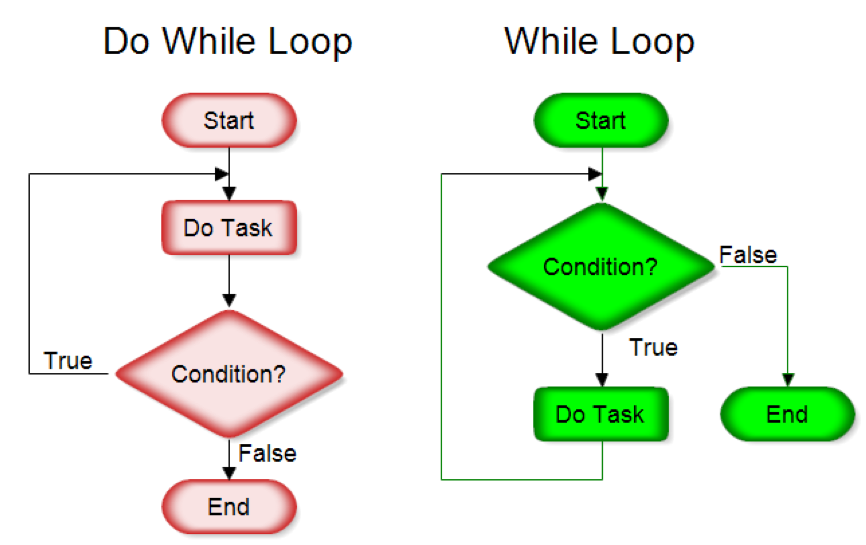 Do While Loop
Start
Do Task
Condition?
True
False
End
While Loop
Start
Condition?
False
True
Do Task
End